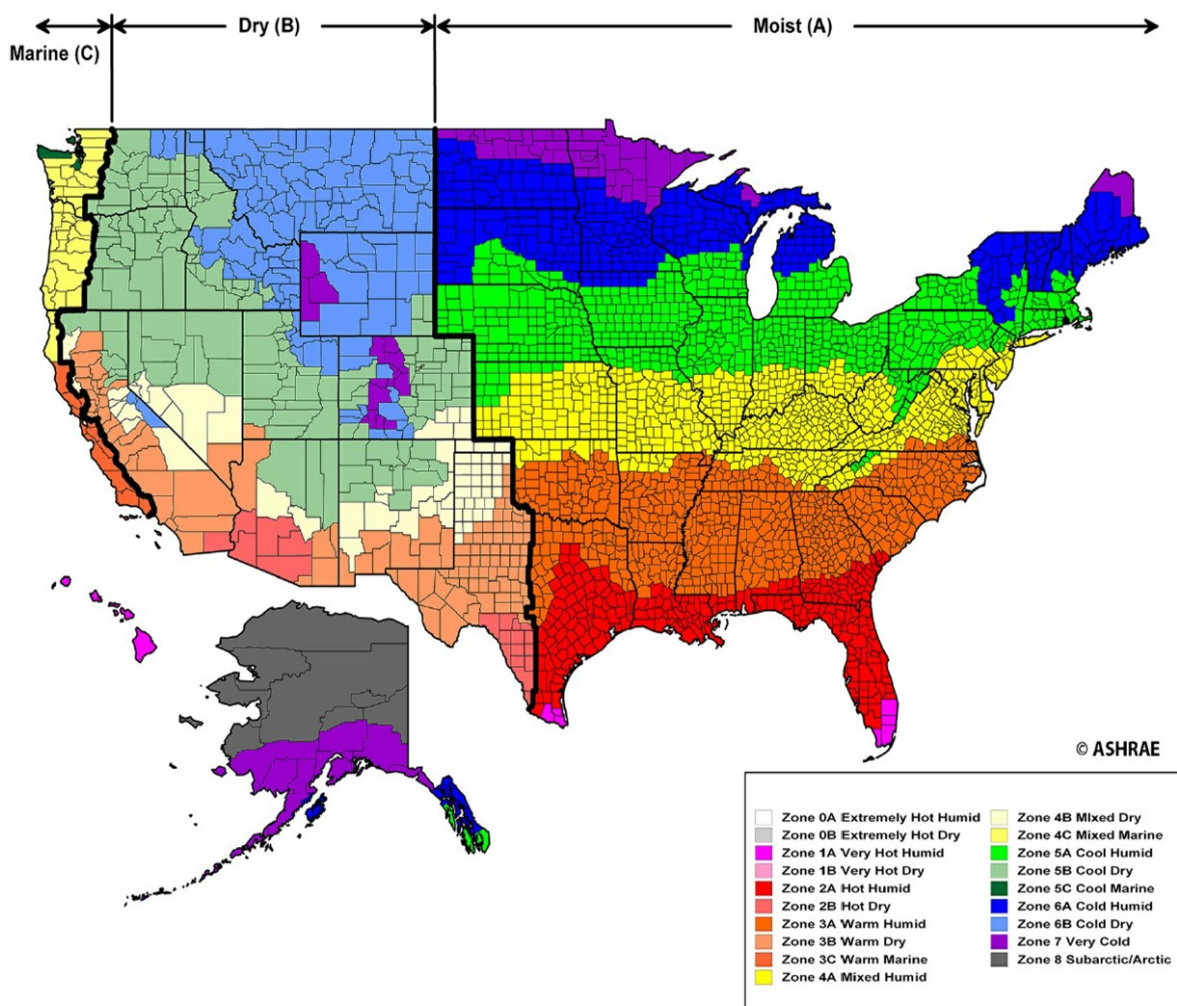 Dry (B)
Moist (A)
Marine (C)
© ASHRAE
Zone 0A Extremely Hot Humid
Zone 0B Extremely Hot Dry
Zone 1A Very Hot Humid
Zone 1B Very Hot Dry
Zone 2A Hot Humid
Zone 2B Hot Dry
Zone 3A Warm Humid
Zone 3B Warm Dry
Zone 3C Warm Marine
Zone 4A Mixed Humid
Zone 4B Mixed Dry
Zone 4C Mixed Marine
Zone 5A Cool Humid
Zone 5B Cool Dry
Zone 5C Cool Marine
Zone 6A Cold Humid
Zone 6B Cold Dry
Zone 7 Very Cold
Zone 8 Subarctic/Arctic